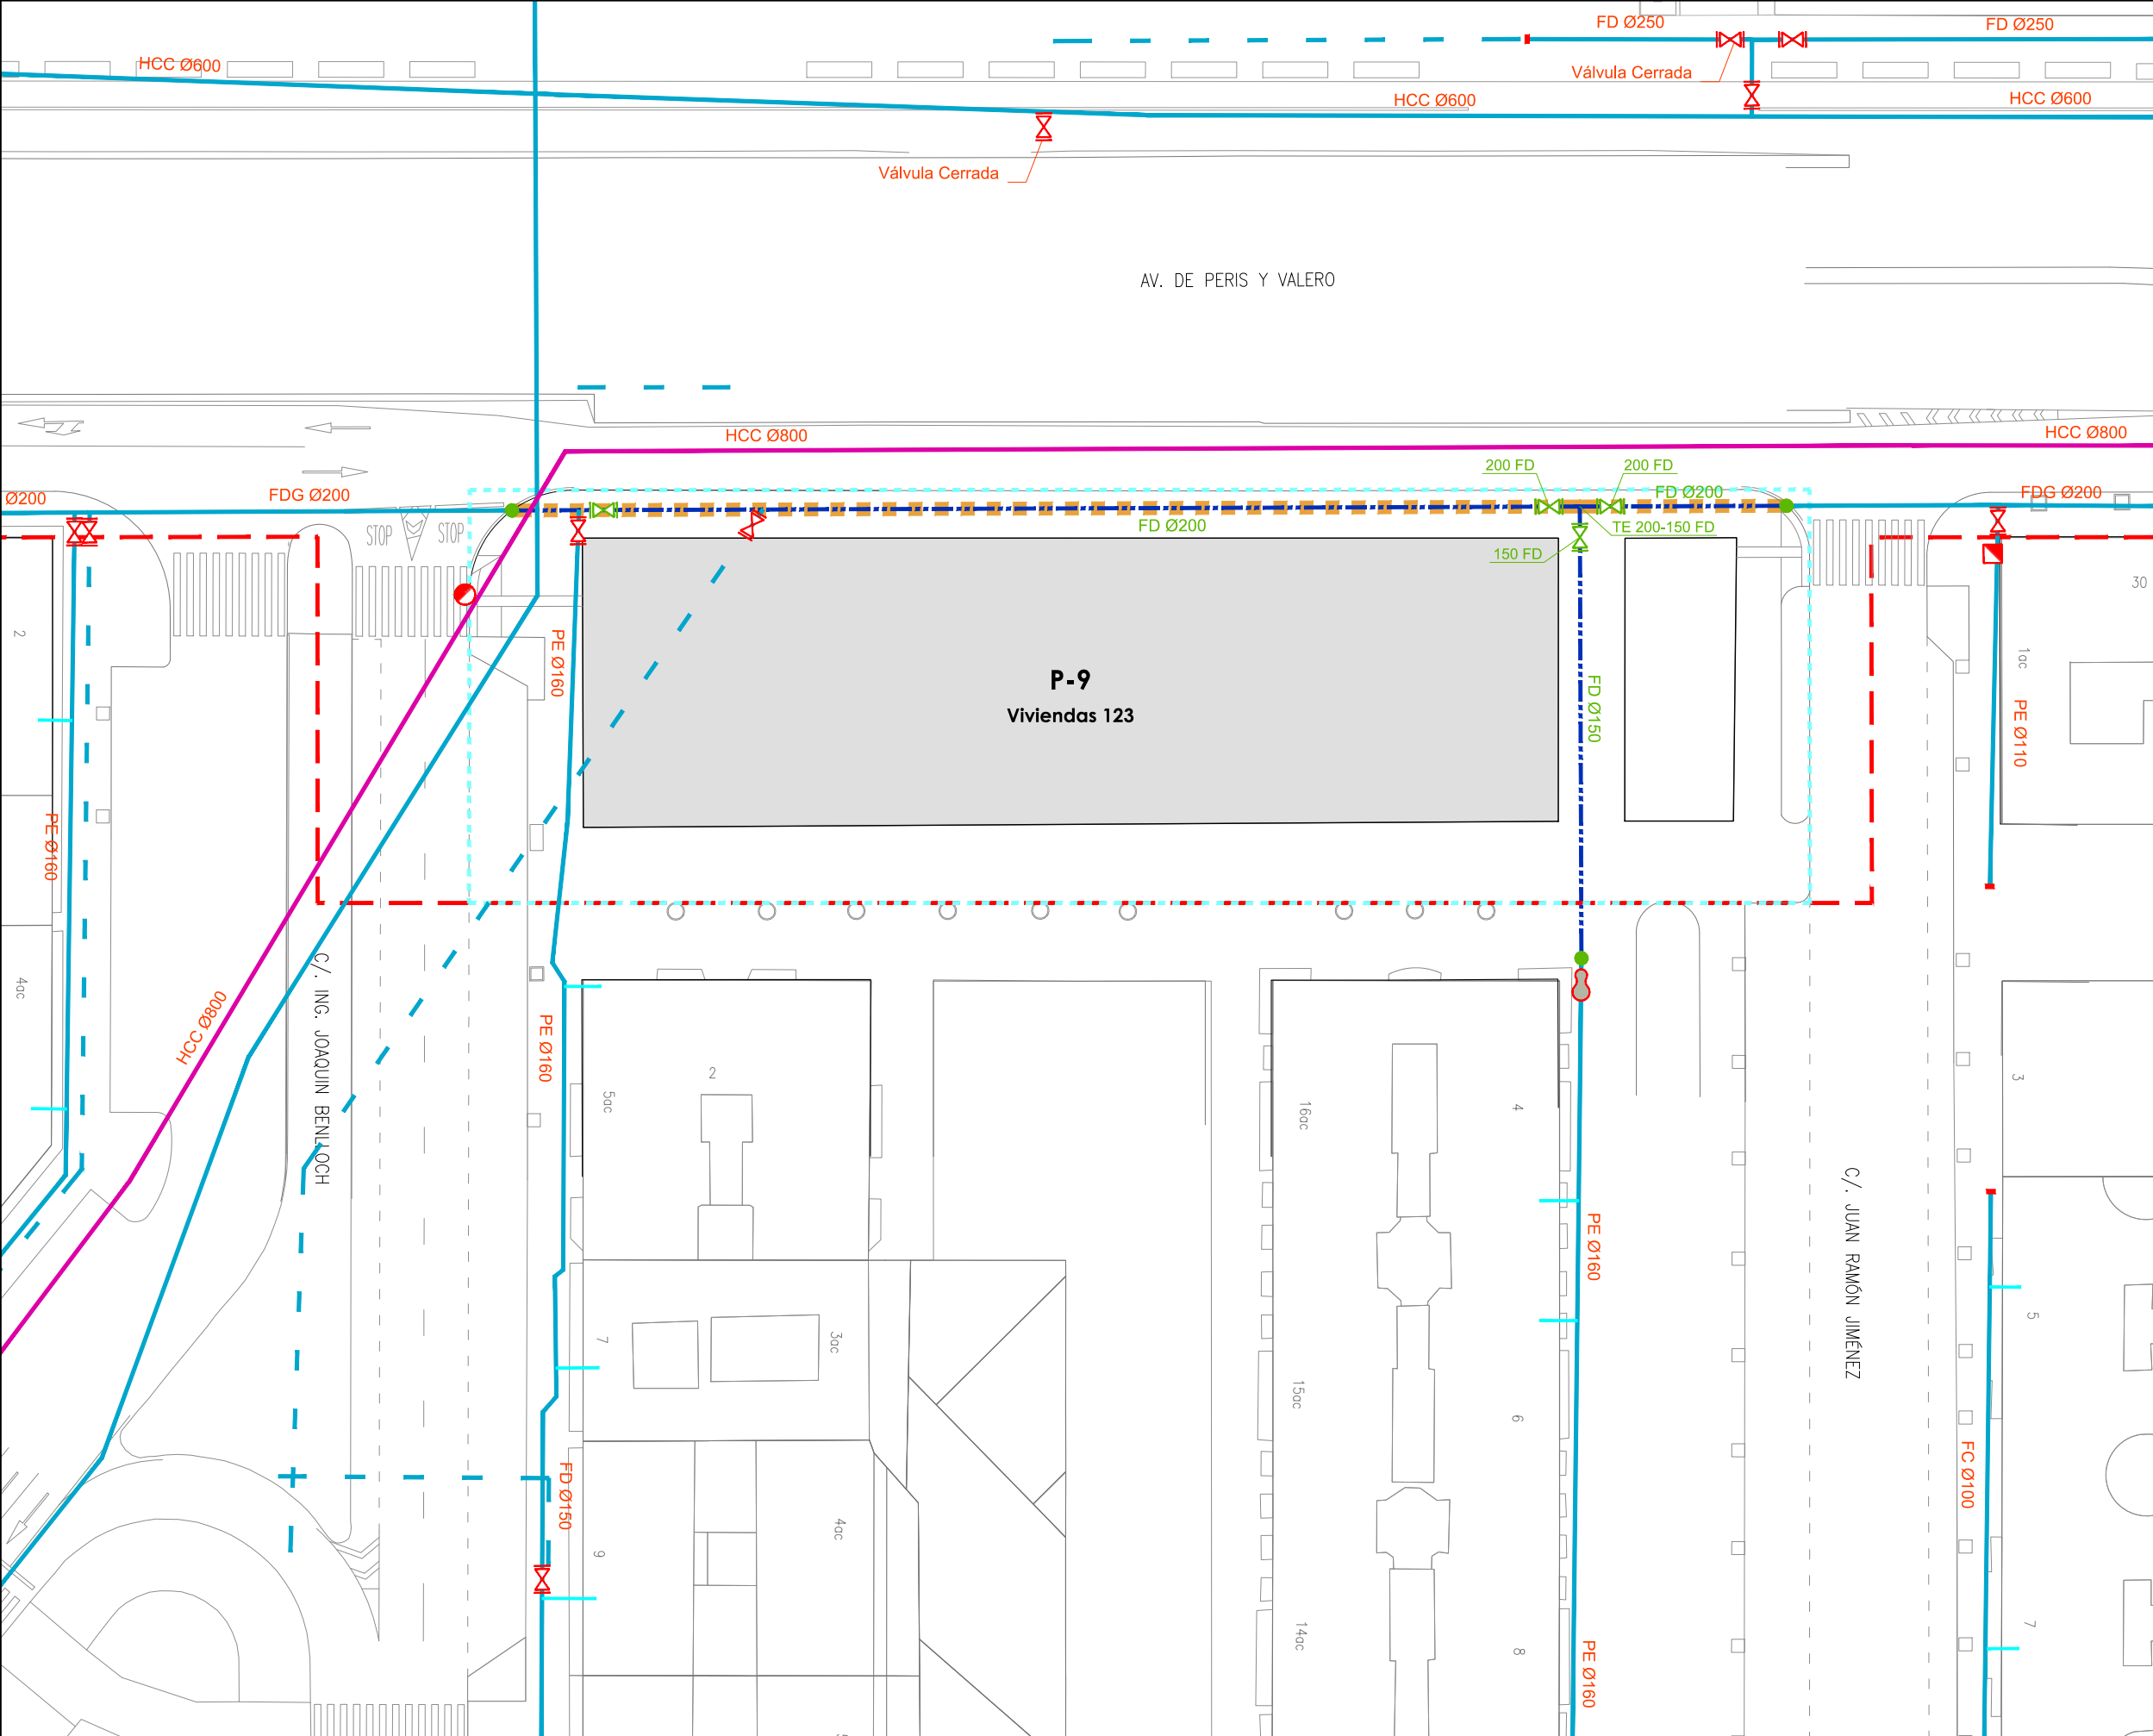 FD Ø250
FD Ø250
HCC Ø600
Válvula Cerrada
HCC Ø600
HCC Ø600
Válvula Cerrada
AV. DE PERIS Y VALERO
HCC Ø800
HCC Ø800
200 FD
200 FD
Ø200
FDG Ø200
FD Ø200
FDG Ø200
STOP
STOP
FD Ø200
TE 200-150 FD
150 FD
30
2
PE Ø160
1ac
P-9
Viviendas 123
FD Ø150
PE Ø110
PE Ø160
4ac
C/. ING. JOAQUIN BENLLOCH
HCC Ø800
PE Ø160
2
5ac
16ac
4
3
C/. JUAN RAMÓN JIMÉNEZ
PE Ø160
7
3ac
5
15ac
6
FD Ø150
FC Ø100
4ac
9
14ac
8
7
PE Ø160